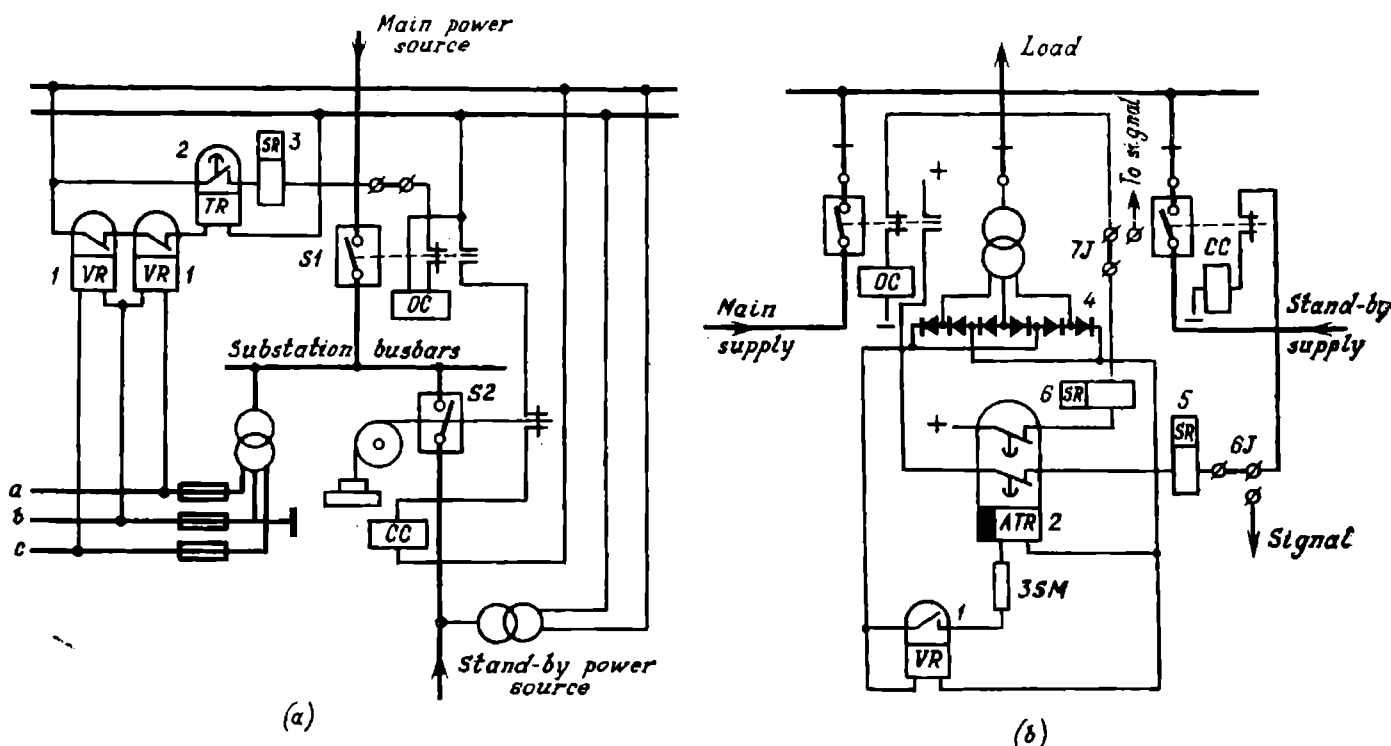 Main power
source
2
SR
3
TR
1
VR
VR
1
S1
OC
Substation busbars
S2
a
b
c
CC
Stand-by power
source
(a)
Load
To signal
+
OC
–
7J
CC
–
Main
supply
4
Stand-by
supply
6
SR
5
SR
+
6J
ATR
2
Signal
3SM
1
VR
(b)